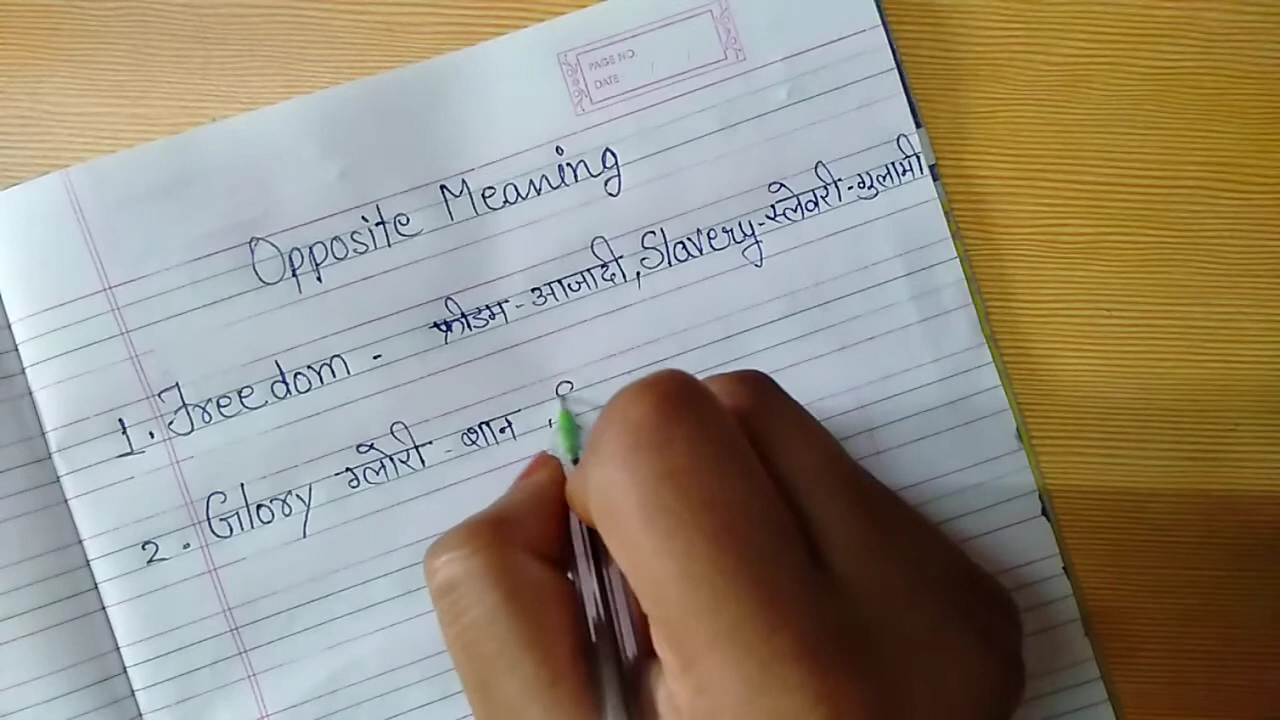 PAGE NO.
DATE
Opposite Meaning
1. Freedom - फ्रीडम - आजादी, Slavery - स्लेवरी - गुलामी
2. Glory ग्लोरी - शान